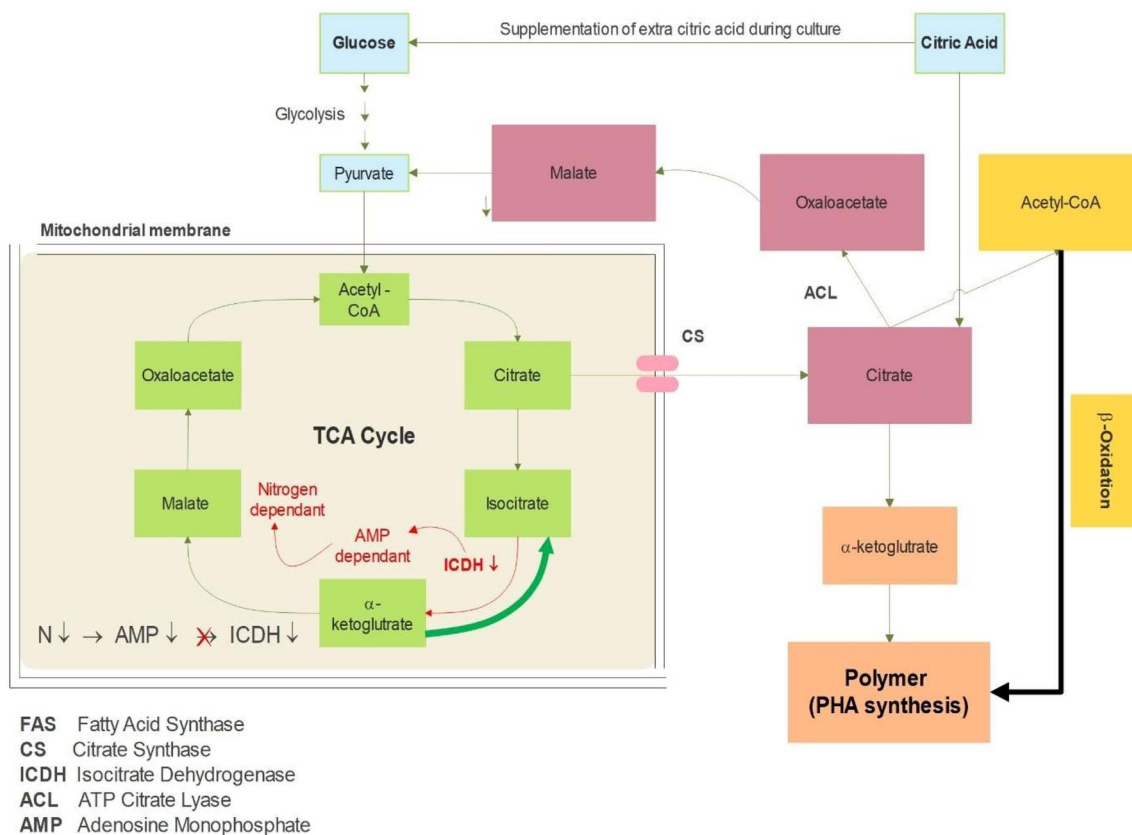 Glucose
Supplementation of extra citric acid during culture
Citric Acid
Glycolysis
Pyurvate
Malate
Oxaloacetate
Acetyl-CoA
Mitochondrial membrane
Acetyl -
CoA
ACL
CS
Oxaloacetate
Citrate
Citrate
TCA Cycle
β-Oxidation
Malate
Nitrogen
dependant
AMP
dependant
ICDH ↓
Isocitrate
α-ketoglutrate
α-
ketoglutrate
N ↓ → AMP ↓ → ICDH ↓
Polymer
(PHA synthesis)
FAS Fatty Acid Synthase
CS Citrate Synthase
ICDH Isocitrate Dehydrogenase
ACL ATP Citrate Lyase
AMP Adenosine Monophosphate